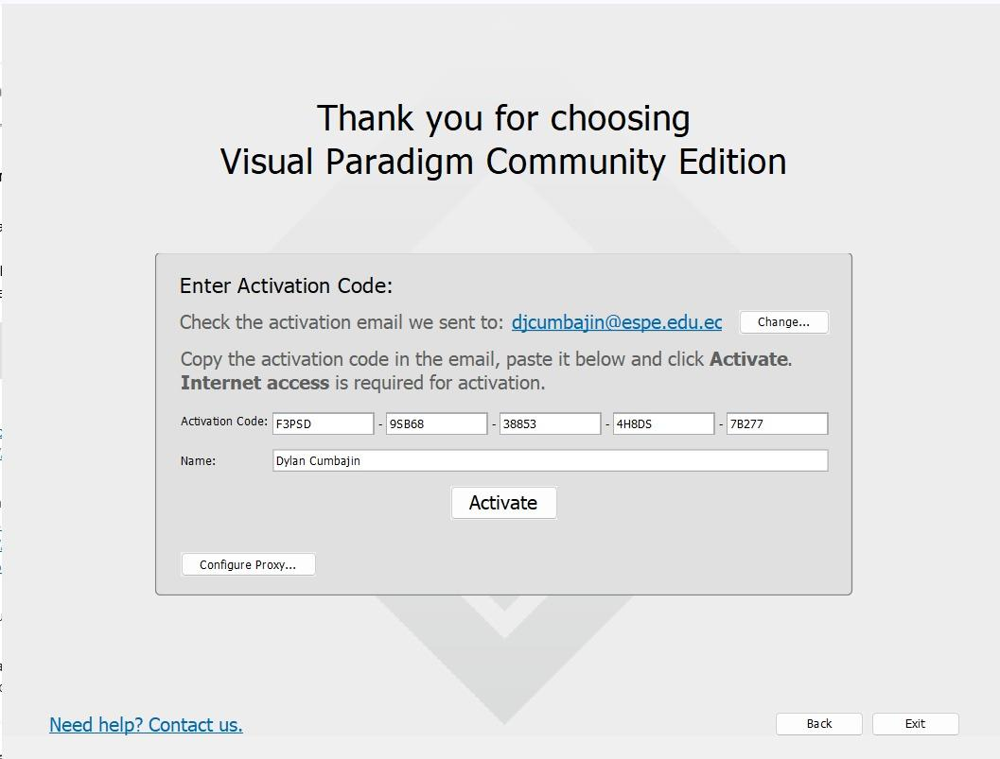 Thank you for choosing
Visual Paradigm Community Edition
Enter Activation Code:
Check the activation email we sent to: djcumbajin@espe.edu.ec Change...
Copy the activation code in the email, paste it below and click Activate.
Internet access is required for activation.
Activation Code: F3PSD - 9SB68 - 38853 - 4H8DS - 7B277
Name: Dylan Cumbajin
Activate
Configure Proxy...
Need help? Contact us. Back Exit